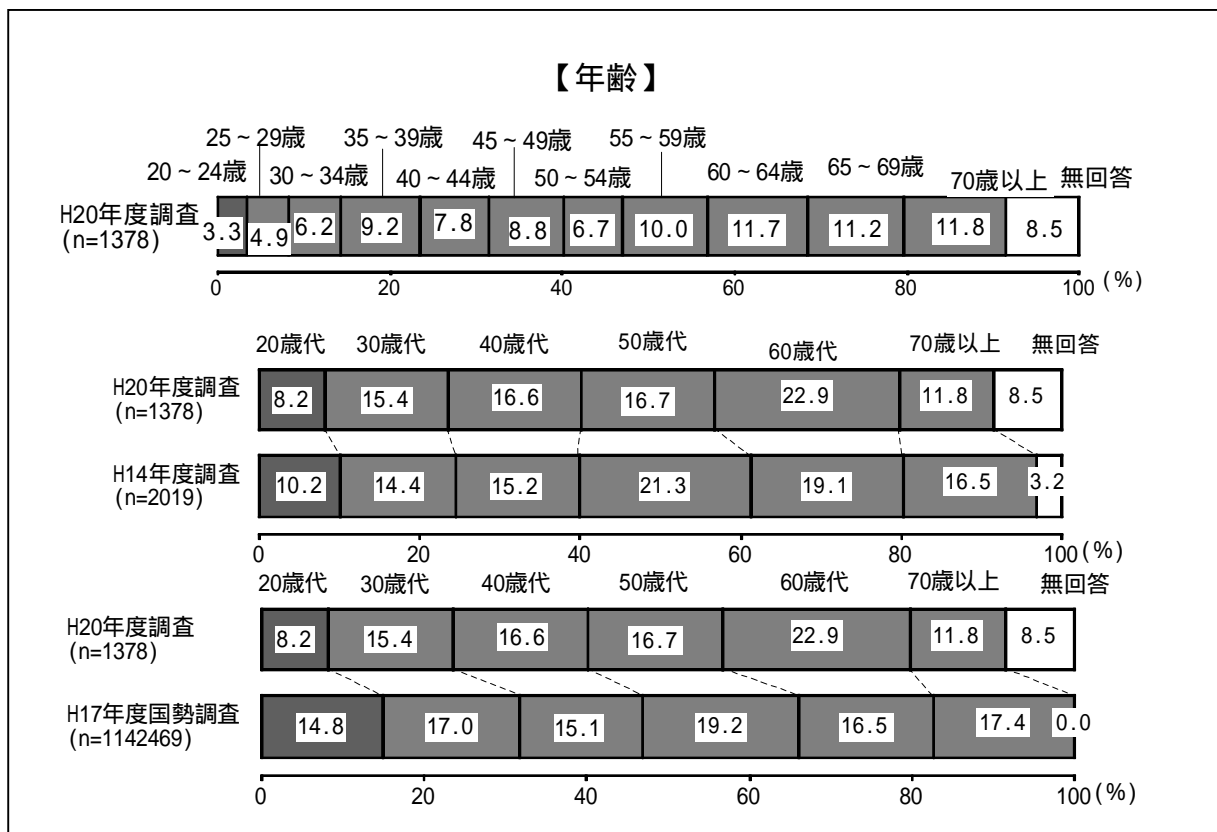 【年齢】
25～29歳 35～39歳 45～49歳 55～59歳
20～24歳 30～34歳 40～44歳 50～54歳 60～64歳 65～69歳 70歳以上 無回答
H20年度調査
(n=1378)
3.3 4.9 6.2 9.2 7.8 8.8 6.7 10.0 11.7 11.2 11.8 8.5
0 20 40 60 80 100 (%)
20歳代 30歳代 40歳代 50歳代 60歳代 70歳以上 無回答
H20年度調査
(n=1378)
8.2 15.4 16.6 16.7 22.9 11.8 8.5
H14年度調査
(n=2019)
10.2 14.4 15.2 21.3 19.1 16.5 3.2
0 20 40 60 80 100 (%)
20歳代 30歳代 40歳代 50歳代 60歳代 70歳以上 無回答
H20年度調査
(n=1378)
8.2 15.4 16.6 16.7 22.9 11.8 8.5
H17年度国勢調査
(n=1142469)
14.8 17.0 15.1 19.2 16.5 17.4 0.0
0 20 40 60 80 100 (%)